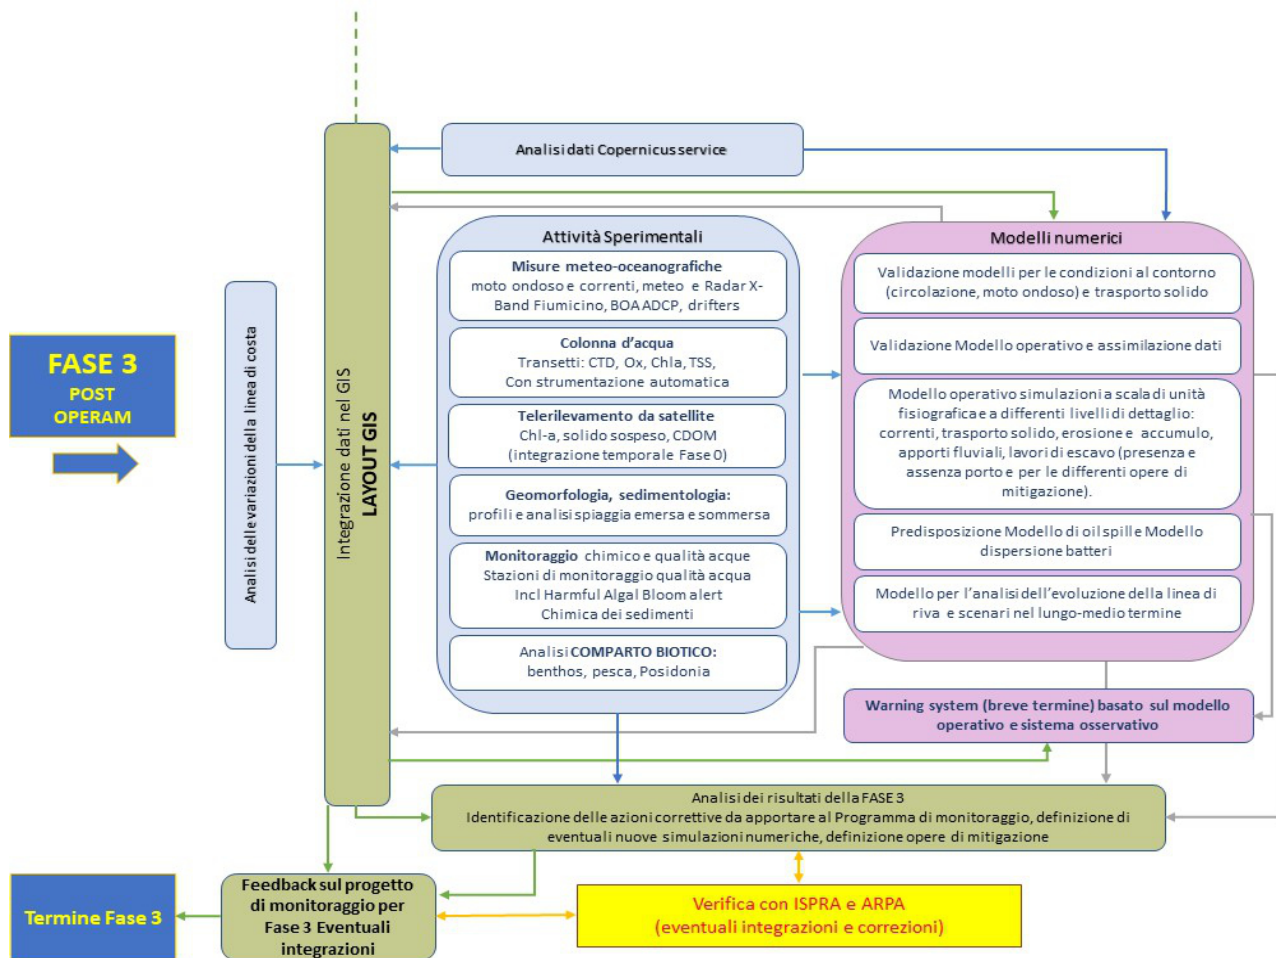 Analisi dati Copernicus service
FASE 3
POST
OPERAM
Analisi delle variazioni della linea di costa
Integrazione dati nel GIS
LAYOUT GIS
Attività Sperimentali
Misure meteo-oceanografiche
moto ondoso e correnti, meteo e Radar X-
Band Fiumicino, BOA ADCP, drifters
Colonna d'acqua
Transetti: CTD, Ox, Chla, TSS,
Con strumentazione automatica
Telerilevamento da satellite
Chl-a, solido sospeso, CDOM
(integrazione temporale Fase 0)
Geomorfologia, sedimentologia:
profili e analisi spiaggia emersa e sommersa
Monitoraggio chimico e qualità acque
Stazioni di monitoraggio qualità acqua
Incl Harmful Algal Bloom alert
Chimica dei sedimenti
Analisi COMPARTO BIOTICO:
benthos, pesca, Posidonia
Modelli numerici
Validazione modelli per le condizioni al contorno
(circolazione, moto ondoso) e trasporto solido
Validazione Modello operativo e assimilazione dati
Modello operativo simulazioni a scala di unità
fisiografica e a differenti livelli di dettaglio:
correnti, trasporto solido, erosione e accumulo,
apporti fluviali, lavori di escavo (presenza e
assenza porto e per le differenti opere di
mitigazione).
Predisposizione Modello di oil spill e Modello
dispersione batteri
Modello per l'analisi dell'evoluzione della linea di
riva e scenari nel lungo-medio termine
Warning system (breve termine) basato sul modello
operativo e sistema osservativo
Analisi dei risultati della FASE 3
Identificazione delle azioni correttive da apportare al Programma di monitoraggio, definizione di
eventuali nuove simulazioni numeriche, definizione opere di mitigazione
Termine Fase 3
Feedback sul progetto
di monitoraggio per
Fase 3 Eventuali
integrazioni
Verifica con ISPRA e ARPA
(eventuali integrazioni e correzioni)